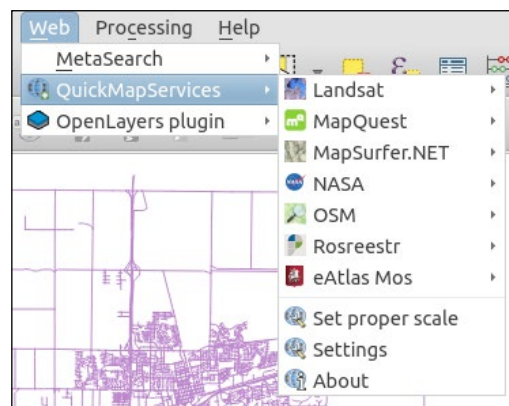 Web Processing Help
MetaSearch
QuickMapServices
OpenLayers plugin
Landsat
MapQuest
MapSurfer.NET
NASA
OSM
Rosreestr
eAtlas Mos
Set proper scale
Settings
About